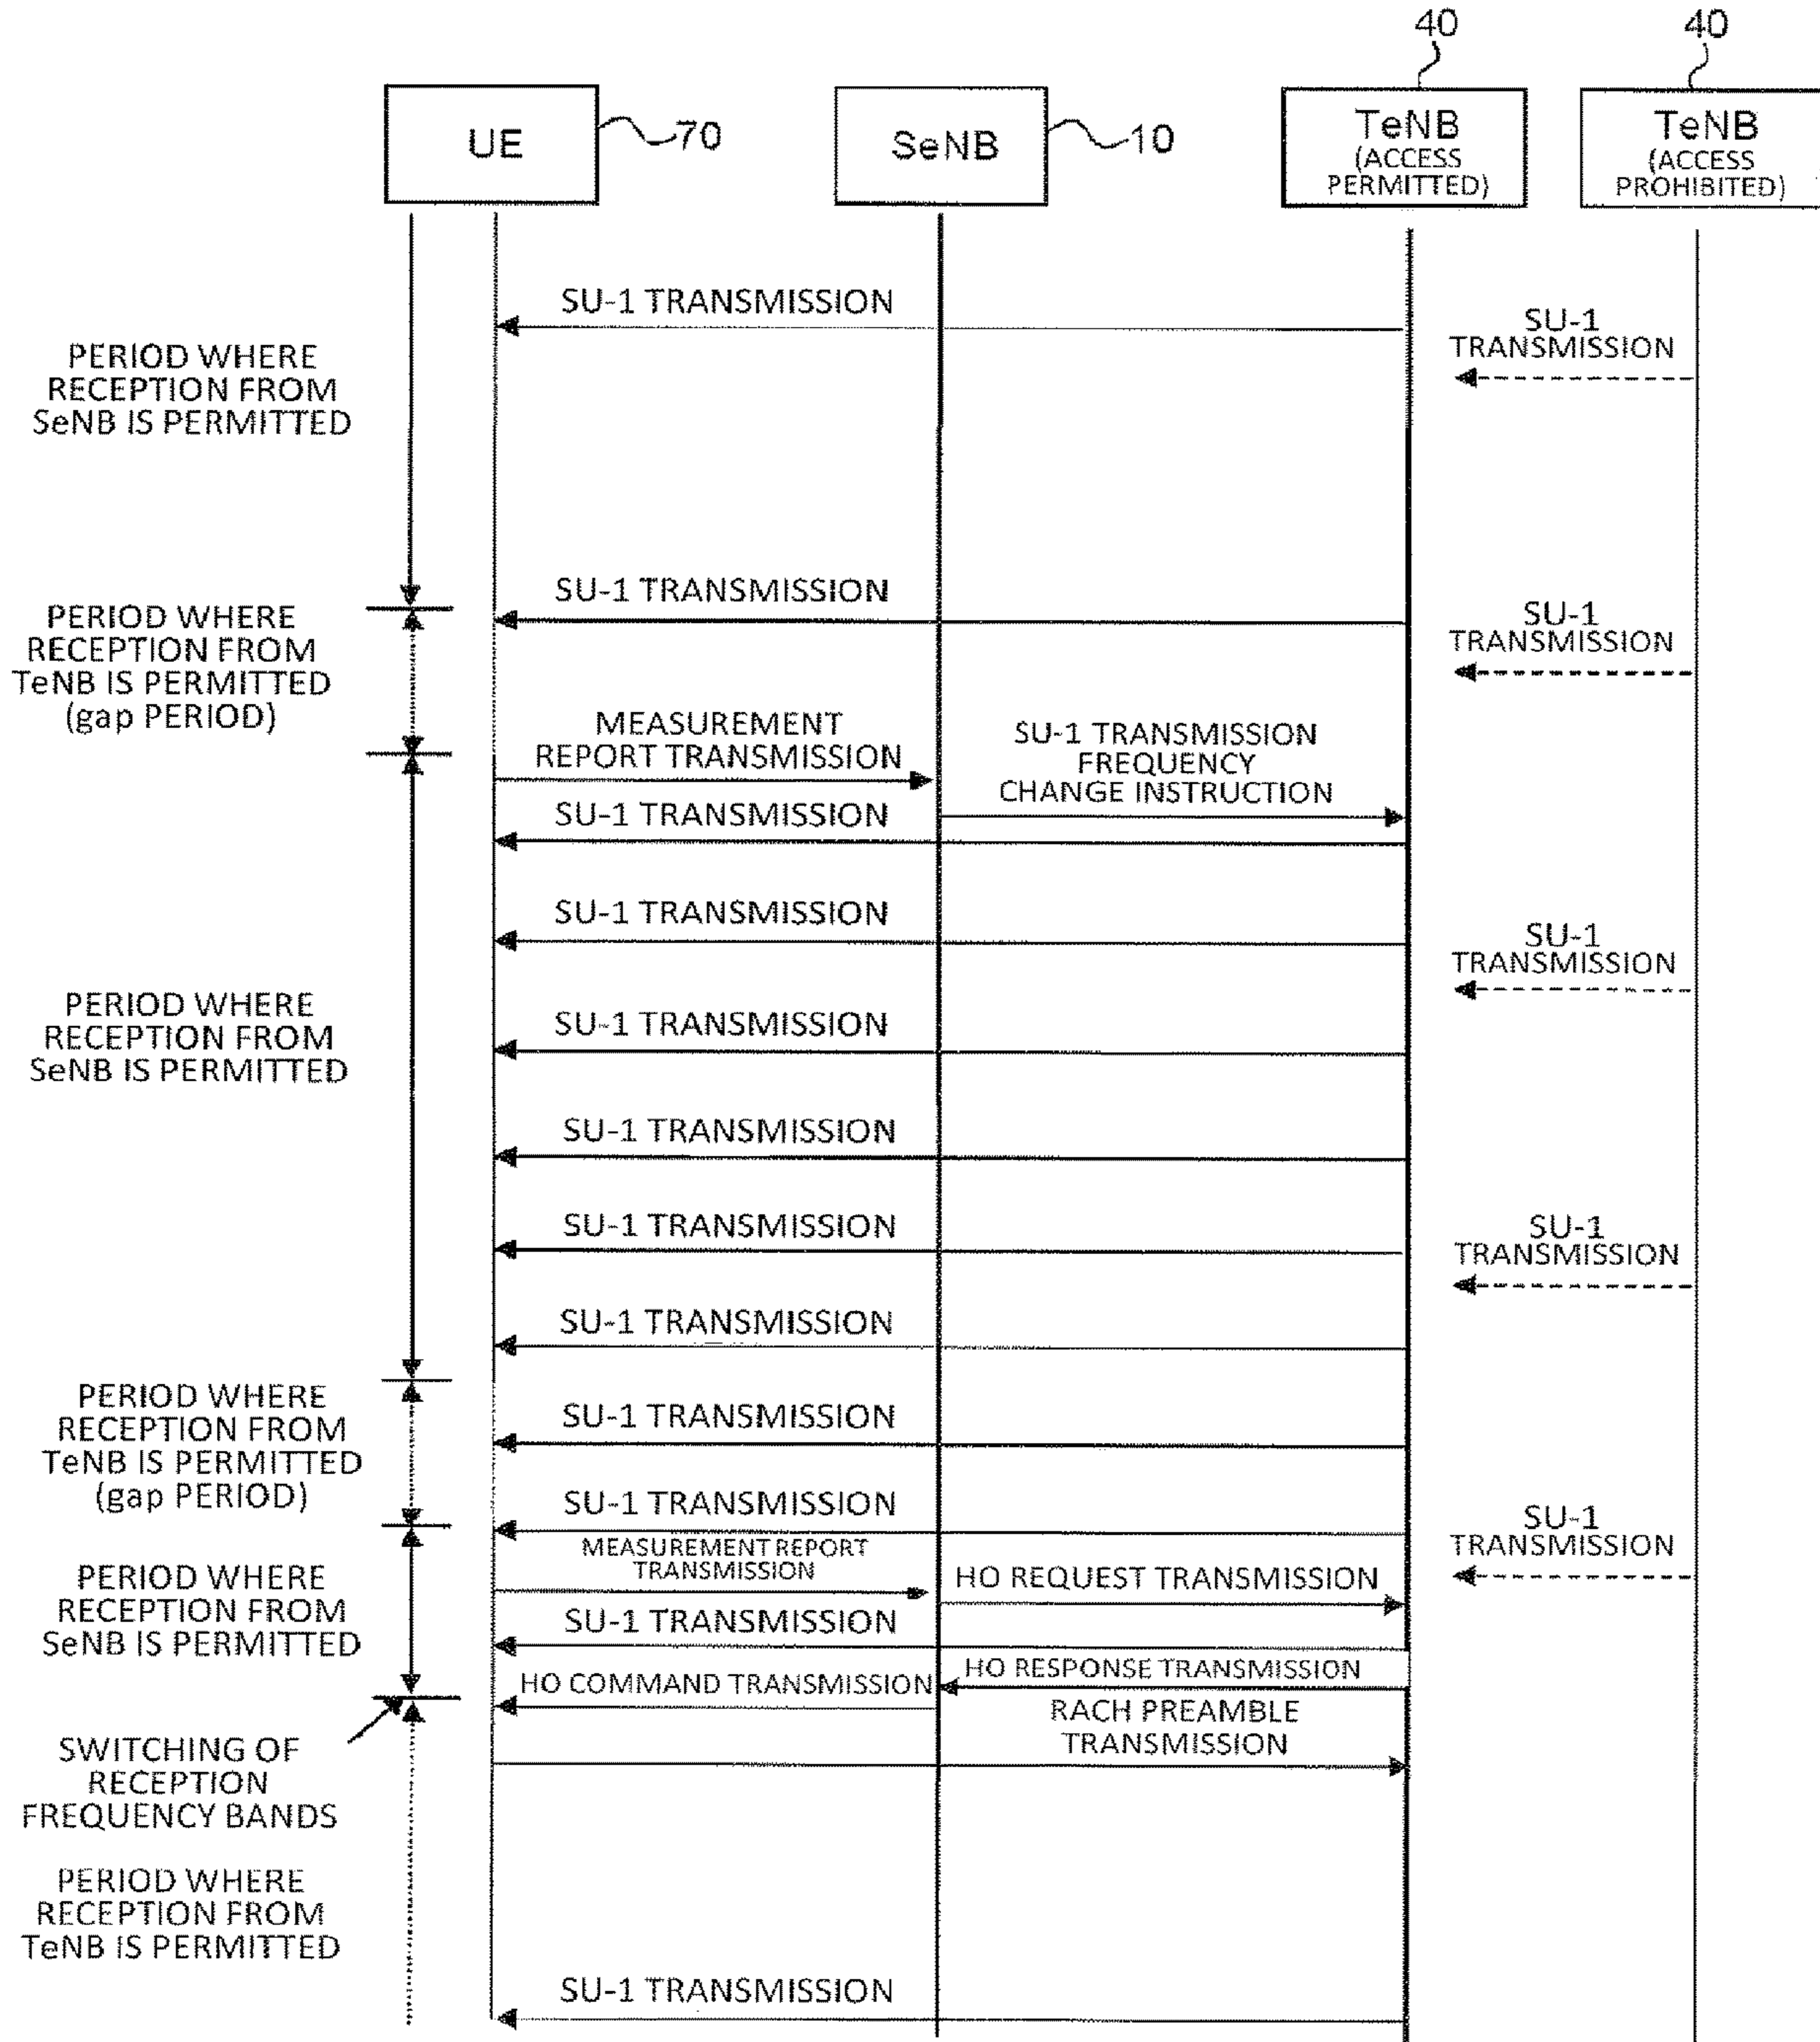 40
40
UE
70
SeNB
10
TeNB
(ACCESS
PERMITTED)
TeNB
(ACCESS
PROHIBITED)
SU-1 TRANSMISSION
SU-1
TRANSMISSION
PERIOD WHERE
RECEPTION FROM
SeNB IS PERMITTED
SU-1 TRANSMISSION
SU-1
TRANSMISSION
PERIOD WHERE
RECEPTION FROM
TeNB IS PERMITTED
(gap PERIOD)
MEASUREMENT
REPORT TRANSMISSION
SU-1 TRANSMISSION
FREQUENCY
CHANGE INSTRUCTION
SU-1 TRANSMISSION
SU-1 TRANSMISSION
SU-1
TRANSMISSION
PERIOD WHERE
RECEPTION FROM
SeNB IS PERMITTED
SU-1 TRANSMISSION
SU-1 TRANSMISSION
SU-1 TRANSMISSION
SU-1
TRANSMISSION
SU-1 TRANSMISSION
PERIOD WHERE
RECEPTION FROM
TeNB IS PERMITTED
(gap PERIOD)
SU-1 TRANSMISSION
SU-1 TRANSMISSION
SU-1
TRANSMISSION
MEASUREMENT REPORT
TRANSMISSION
HO REQUEST TRANSMISSION
PERIOD WHERE
RECEPTION FROM
SeNB IS PERMITTED
SU-1 TRANSMISSION
HO RESPONSE TRANSMISSION
HO COMMAND TRANSMISSION
RACH PREAMBLE
TRANSMISSION
SWITCHING OF
RECEPTION
FREQUENCY BANDS
PERIOD WHERE
RECEPTION FROM
TeNB IS PERMITTED
SU-1 TRANSMISSION